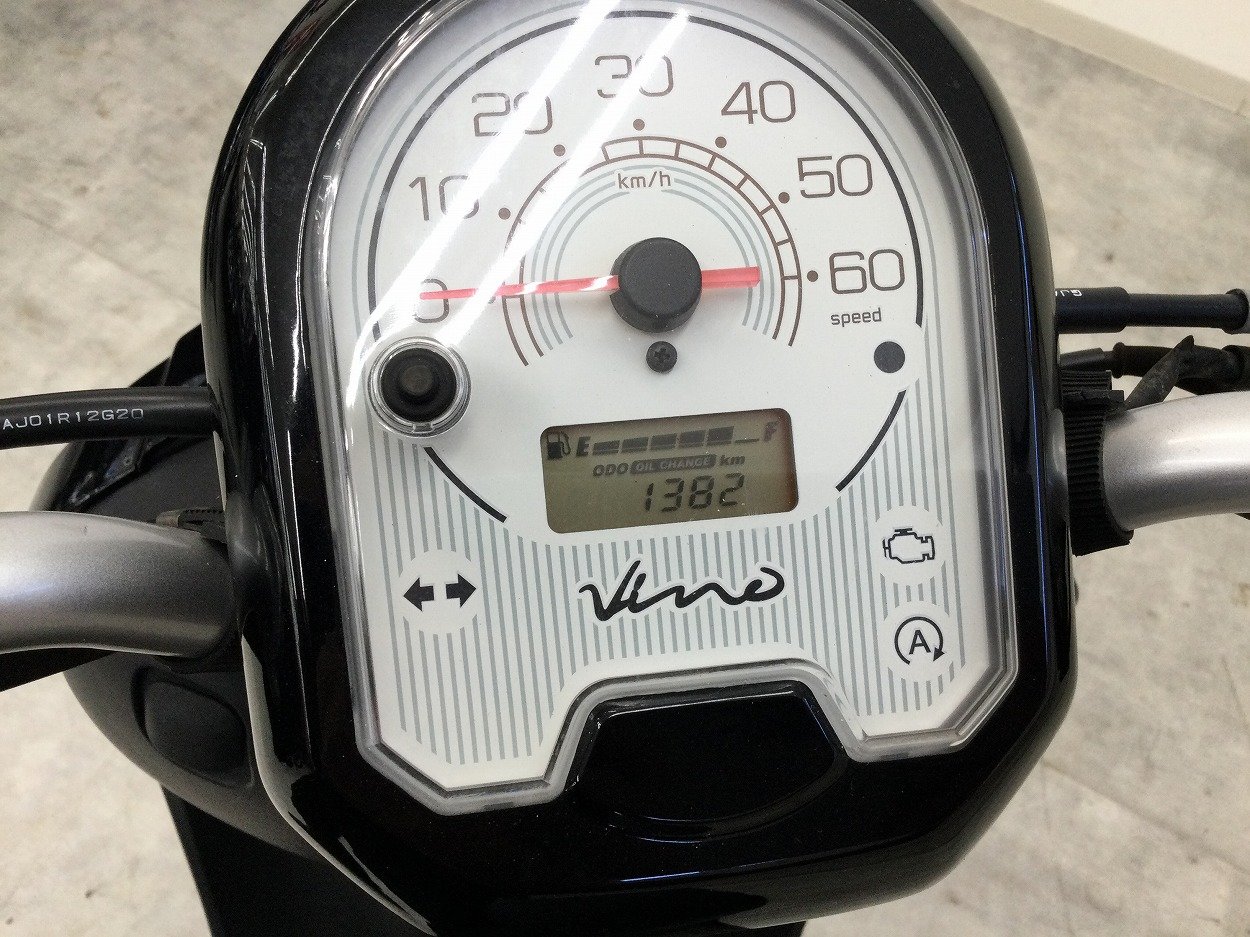 30
20
40
10
50
km/h
0
60
speed
AJ01R12G20
E F
ODO OIL CHANGE km
1382
Vino
A